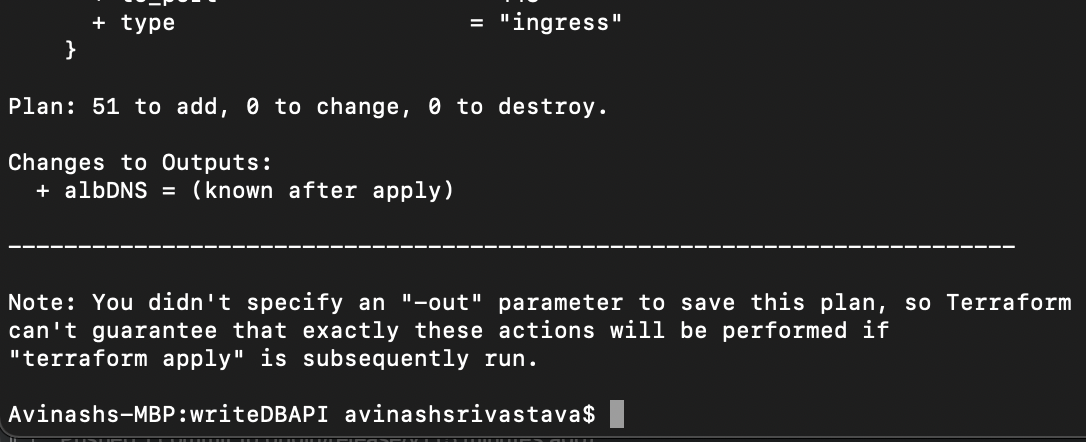 + type = "ingress"
}
Plan: 51 to add, 0 to change, 0 to destroy.
Changes to Outputs:
+ albDNS = (known after apply)
------------------------------------------------------------------------
Note: You didn't specify an "-out" parameter to save this plan, so Terraform
can't guarantee that exactly these actions will be performed if
"terraform apply" is subsequently run.
Avinashs-MBP:writeDBAPI avinashsrivastava$